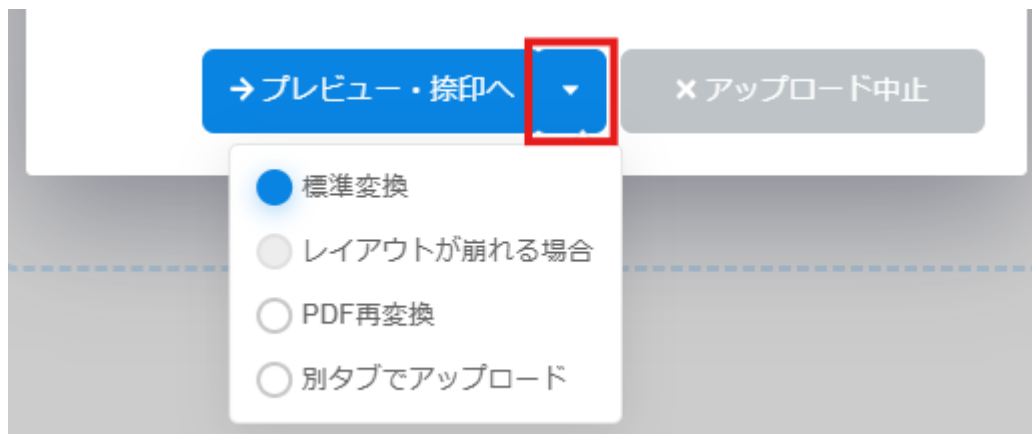 プレビュー・捺印へ
アップロード中止
標準変換
レイアウトが崩れる場合
PDF再変換
別タブでアップロード